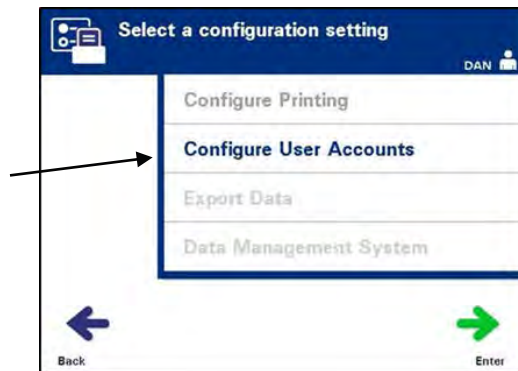 Select a configuration setting
DAN
Configure Printing
Configure User Accounts
Export Data
Data Management System
Back
Enter